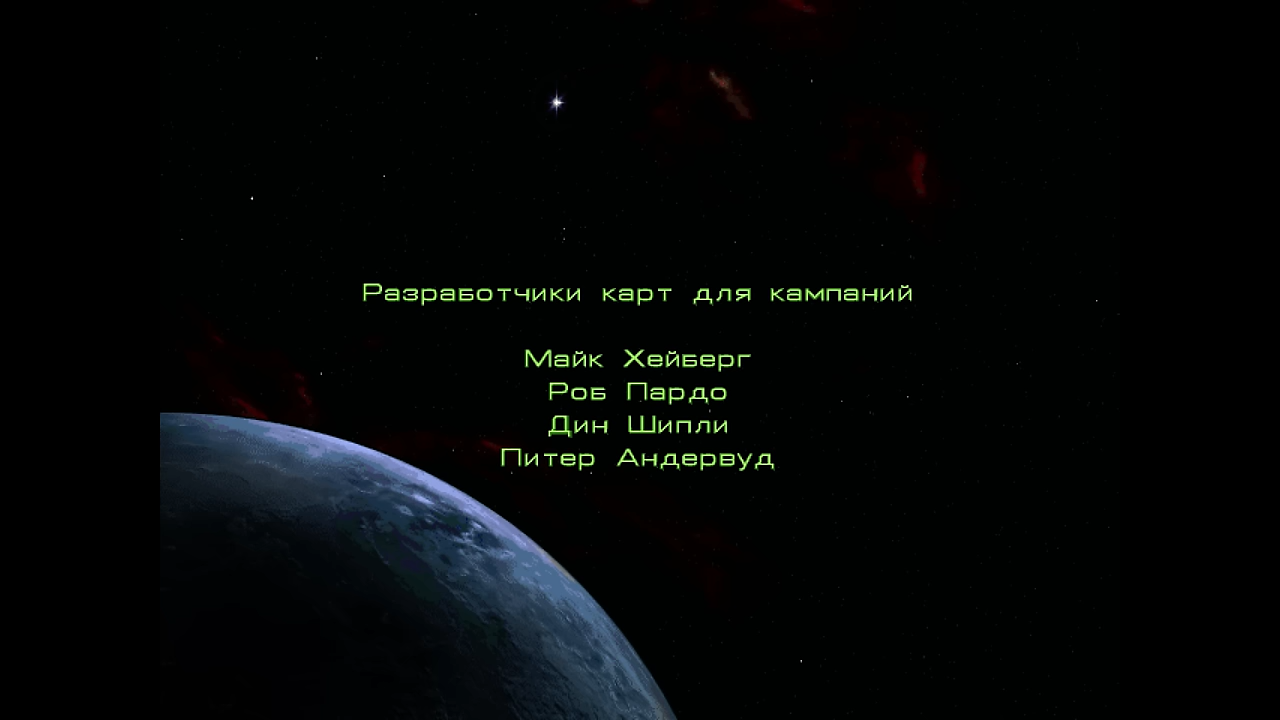 Разработчики карт для кампаний
Майк Хейберг
Роб Пардо
Дин Шипли
Питер Андервуд